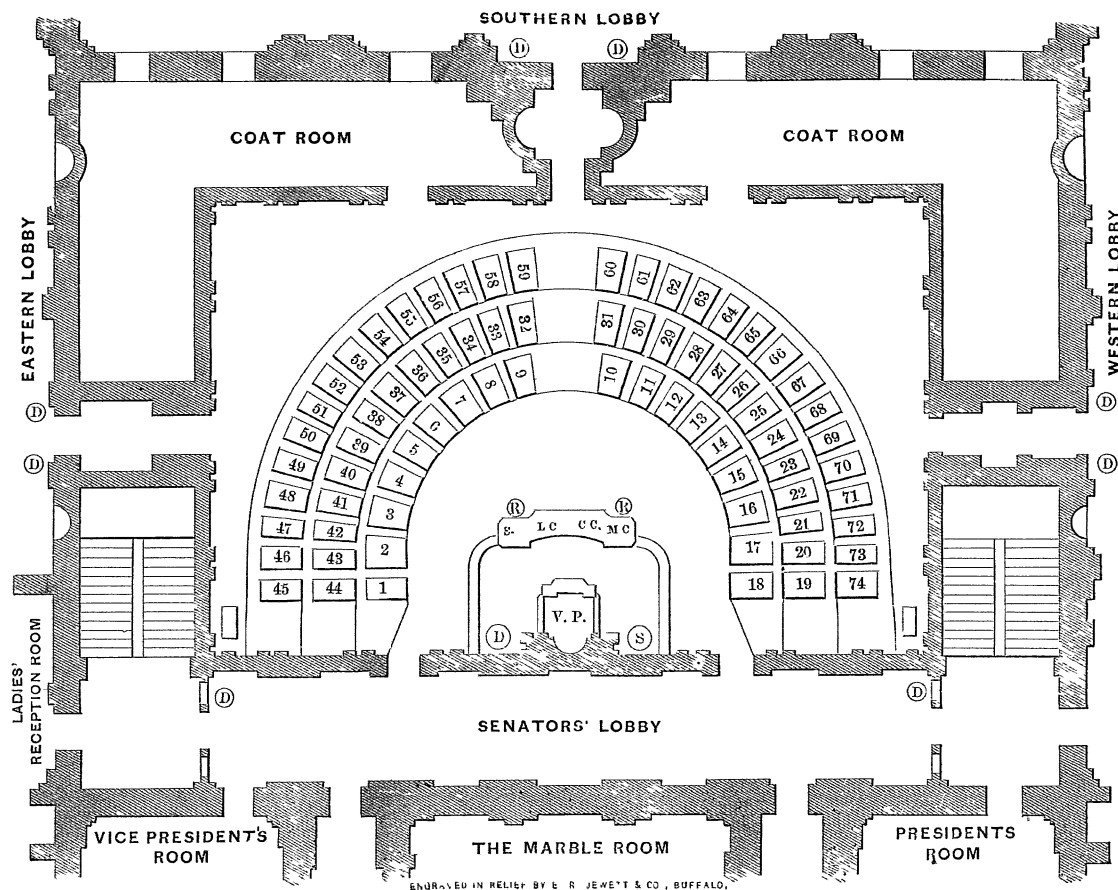 SOUTHERN LOBBY
D D
COAT ROOM COAT ROOM
EASTERN LOBBY
WESTERN LOBBY
59 60
58 61
57 62
56 63
55 64
54 65
53 66
52 67
51 68
50 69
49 70
48 71
47 72
46 73
45 74
32 31
33 30
34 29
35 28
36 27
37 26
38 25
39 24
40 23
41 22
42 21
43 20
44 19
9 10
8 11
7 12
6 13
5 14
4 15
3 16
2 17
1 18
D D
D D
R R
S. L C C C. M C
V. P.
D S
LADIES'
RECEPTION ROOM
D D
SENATORS' LOBBY
VICE PRESIDENT'S
ROOM
THE MARBLE ROOM
PRESIDENTS
ROOM
ENGRAVED IN RELIEF BY E. R. JEWETT & CO., BUFFALO,